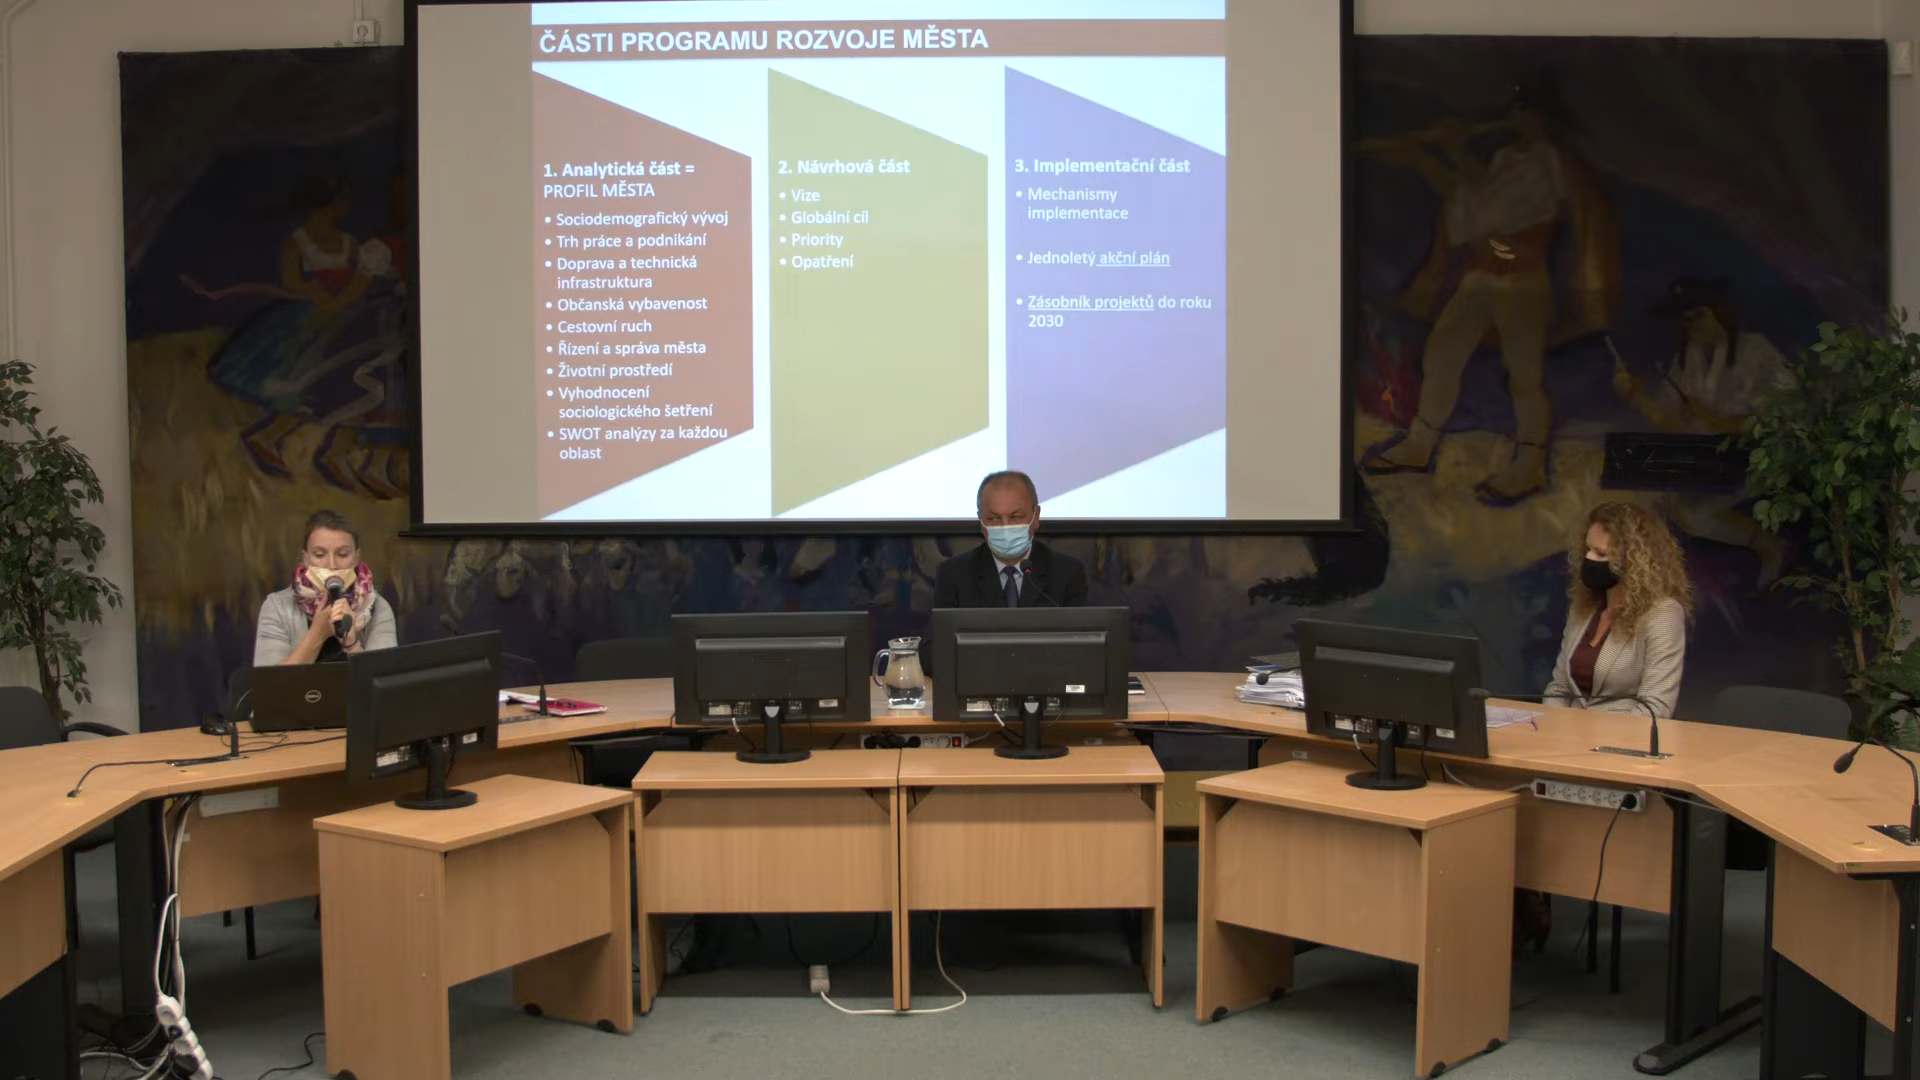 ČÁSTI PROGRAMU ROZVOJE MĚSTA
1. Analytická část =
PROFIL MĚSTA
• Sociodemografický vývoj
• Trh práce a podnikání
• Doprava a technická
infrastruktura
• Občanská vybavenost
• Cestovní ruch
• Řízení a správa města
• Životní prostředí
• Vyhodnocení
sociologického šetření
• SWOT analýzy za každou
oblast
2. Návrhová část
• Vize
• Globální cíl
• Priority
• Opatření
3. Implementační část
• Mechanismy
implementace
• Jednoletý akční plán
• Zásobník projektů do roku
2030
DELL